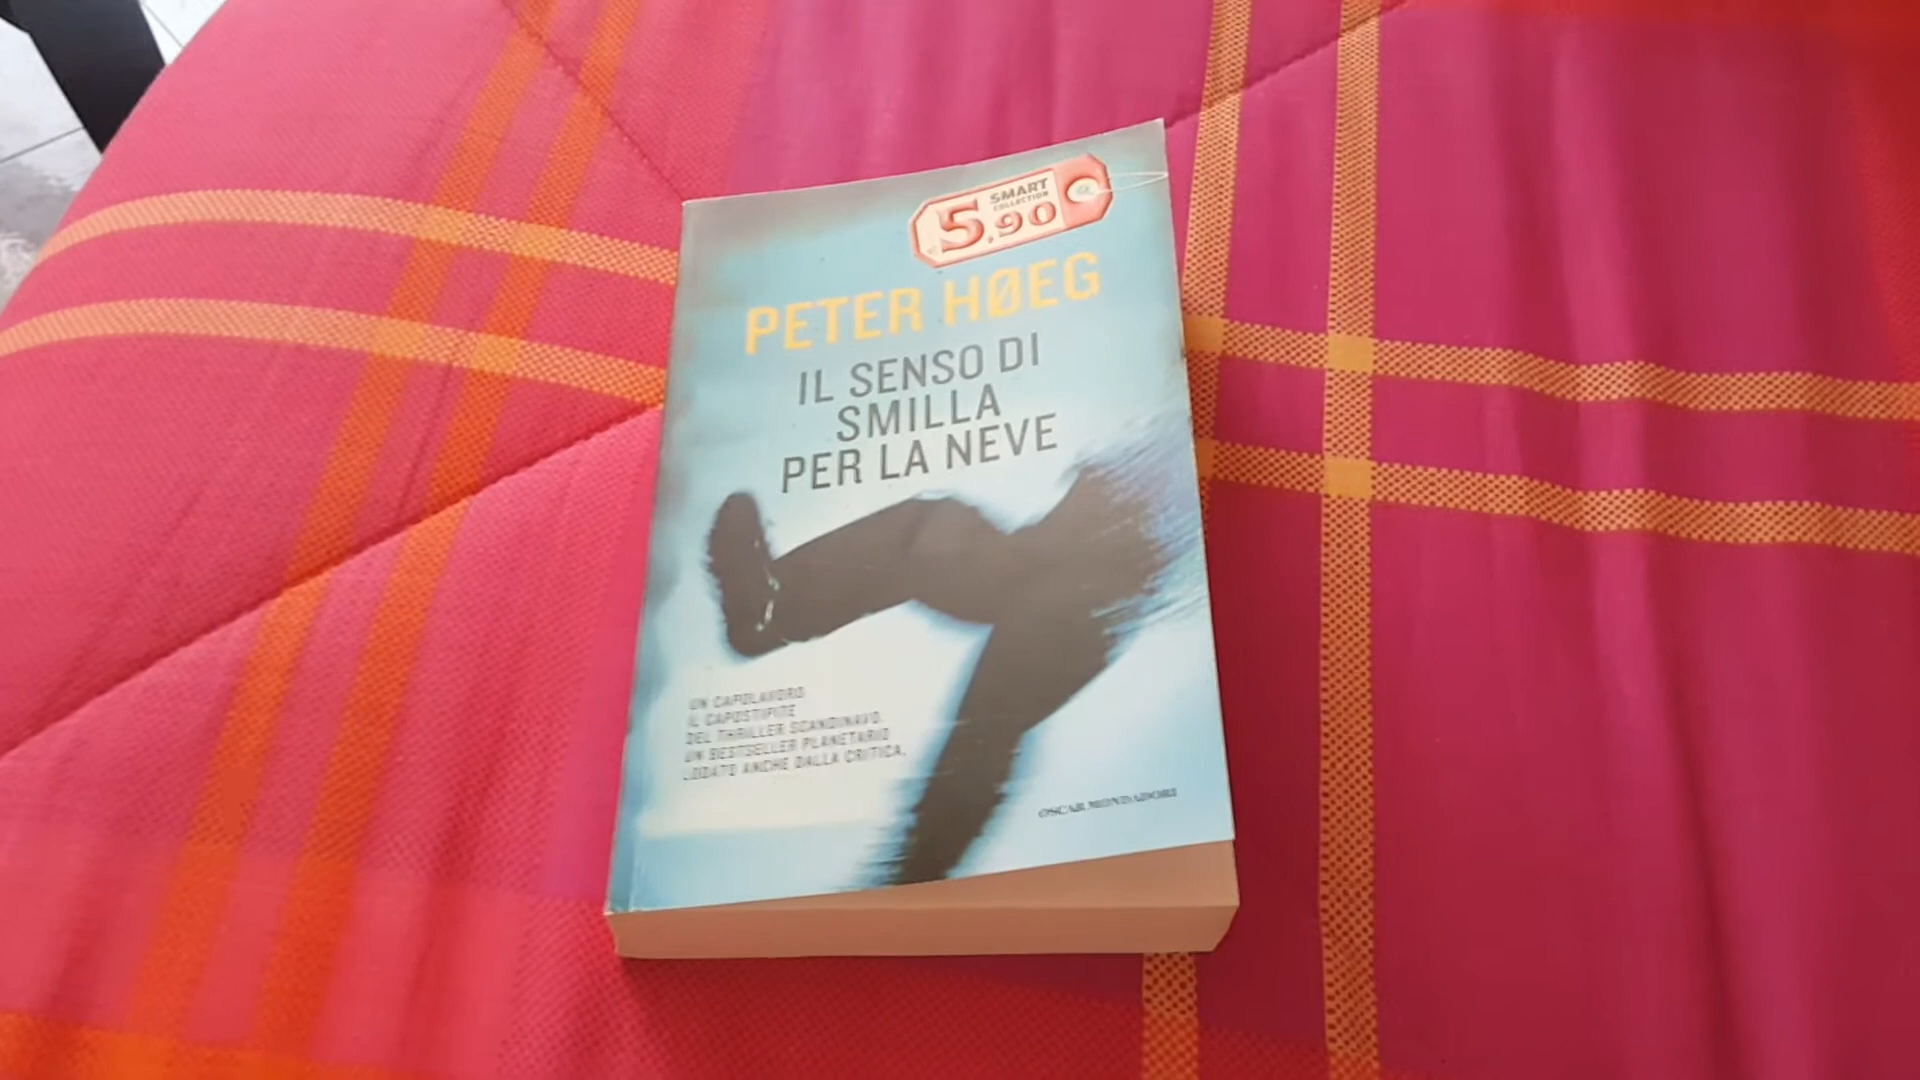 SMART
COLLECTION
5,90
PETER HØEG
IL SENSO DI
SMILLA
PER LA NEVE
UN CAPOLAVORO
IL CAPOSTIPITE
DEL THRILLER SCANDINAVO.
UN BESTSELLER PLANETARIO
LODATO ANCHE DALLA CRITICA.
OSCAR MONDADORI